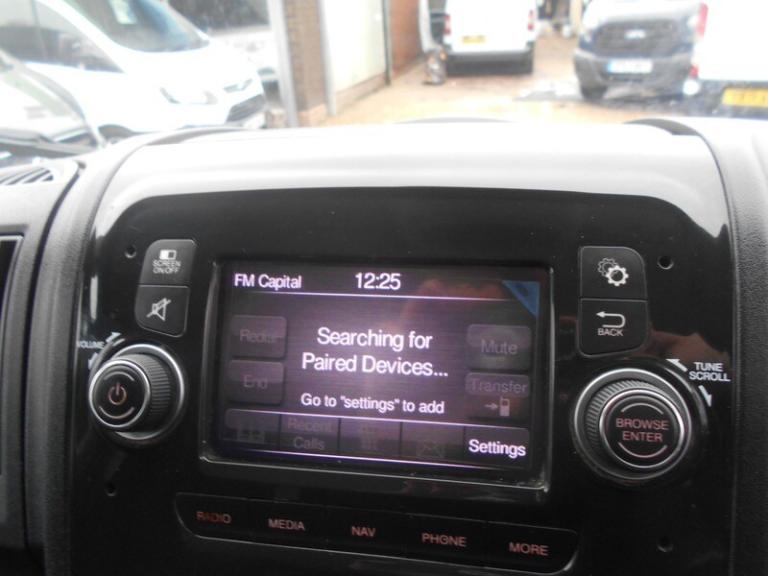 SCREEN
ON/OFF
FM Capital 12:25
Searching for
Paired Devices...
Go to "settings" to add
Redial
End
Mute
Transfer
Recent
Calls
Settings
BACK
VOLUME
TUNE
SCROLL
BROWSE
ENTER
RADIO MEDIA NAV PHONE MORE